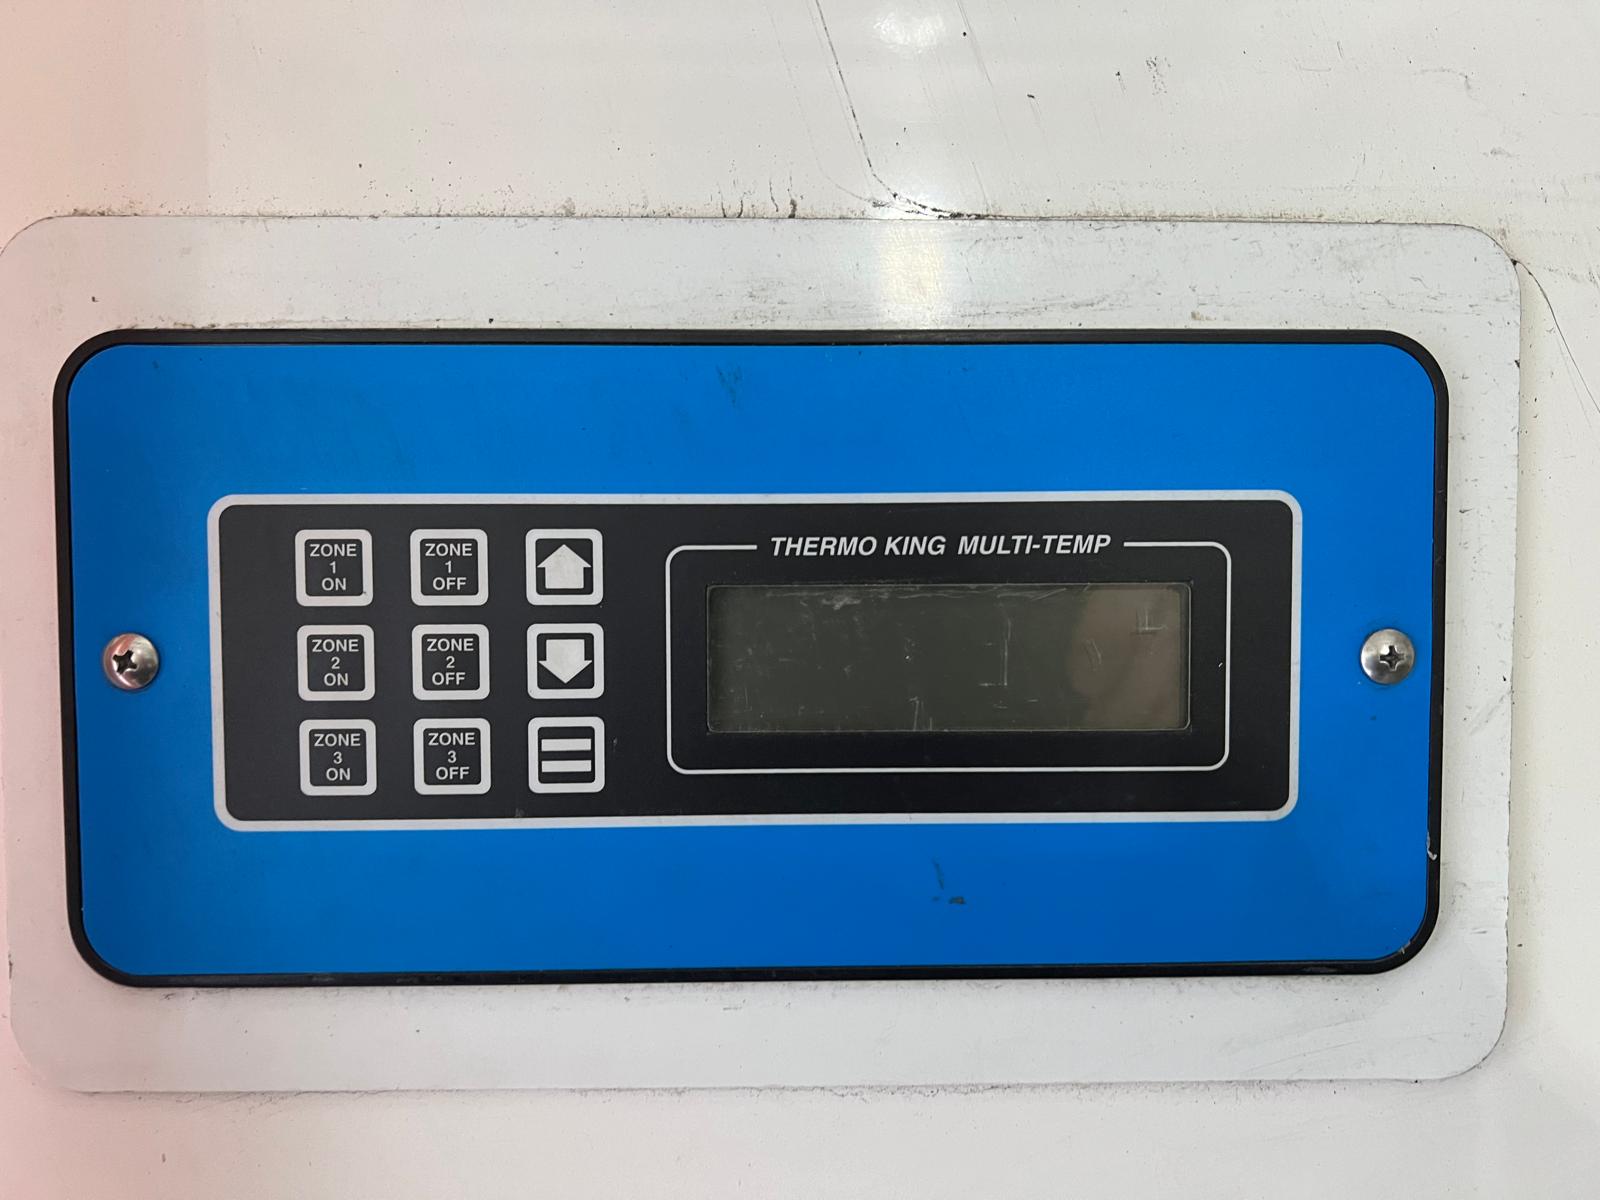 THERMO KING MULTI-TEMP
ZONE
1
ON
ZONE
1
OFF
ZONE
2
ON
ZONE
2
OFF
ZONE
3
ON
ZONE
3
OFF